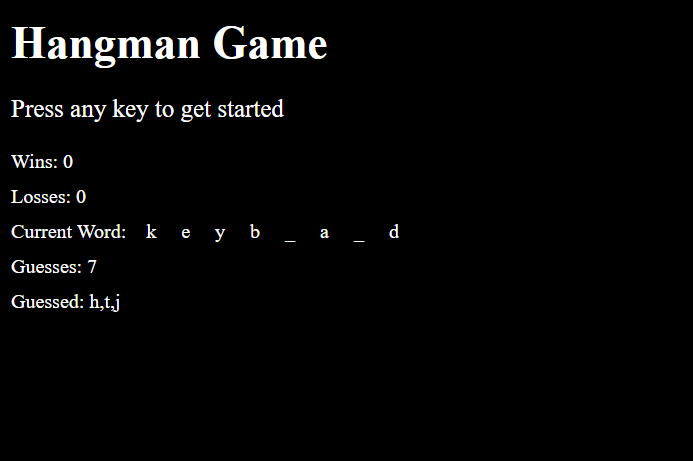 Hangman Game
Press any key to get started
Wins: 0
Losses: 0
Current Word: k e y b _ a _ d
Guesses: 7
Guessed: h,t,j